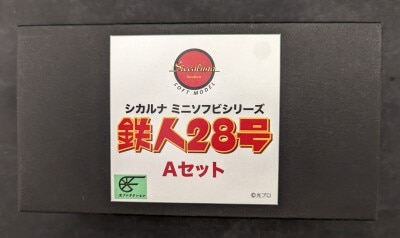 Sicaluna
SOFT MODEL
シカルナ ミニソフビシリーズ
鉄人28号
Aセット
©光プロ